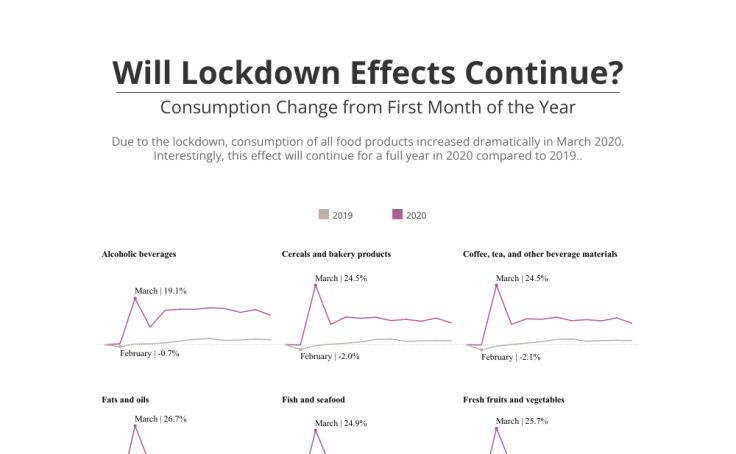 Will Lockdown Effects Continue?
Consumption Change from First Month of the Year
Due to the lockdown, consumption of all food products increased dramatically in March 2020.
Interestingly, this effect will continue for a full year in 2020 compared to 2019..
2019 2020
Alcoholic beverages
March | 19.1%
February | -0.7%
Cereals and bakery products
March | 24.5%
February | -2.0%
Coffee, tea, and other beverage materials
March | 24.5%
February | -2.1%
Fats and oils
March | 26.7%
Fish and seafood
March | 24.9%
Fresh fruits and vegetables
March | 25.7%